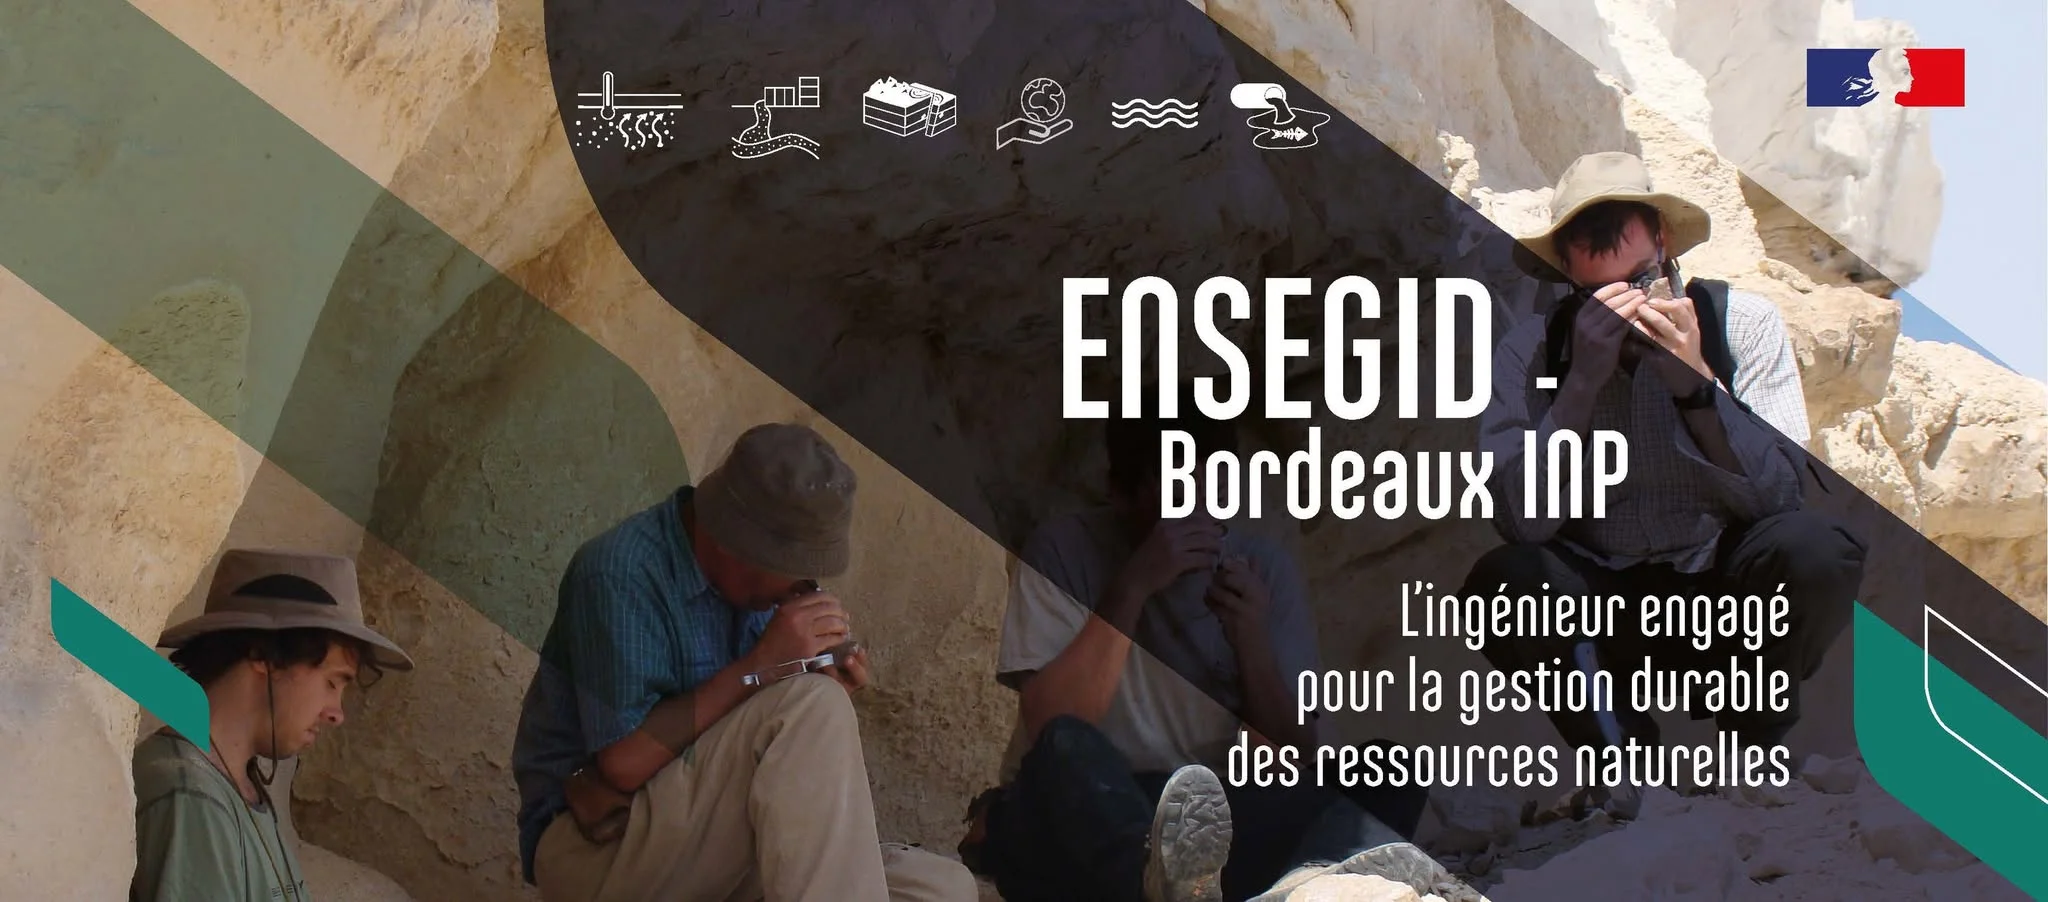 ENSEGID -
Bordeaux INP
L'ingénieur engagé
pour la gestion durable
des ressources naturelles